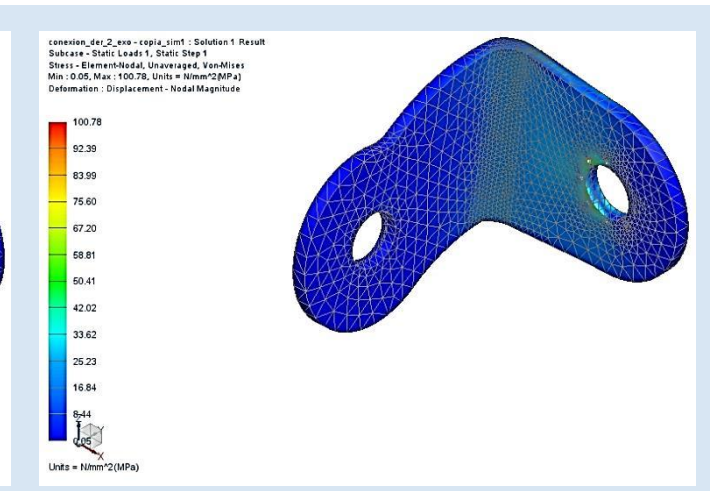 conexion_der_2_exo - copia_sim1 : Solution 1 Result
Subcase - Static Loads 1, Static Step 1
Stress - Element-Nodal, Unaveraged, Von-Mises
Min : 0.05, Max : 100.78, Units = N/mm^2(MPa)
Deformation : Displacement - Nodal Magnitude
100.78
92.39
83.99
75.60
67.20
58.81
50.41
42.02
33.62
25.23
16.84
8.44
0.05
X
Units = N/mm^2(MPa)